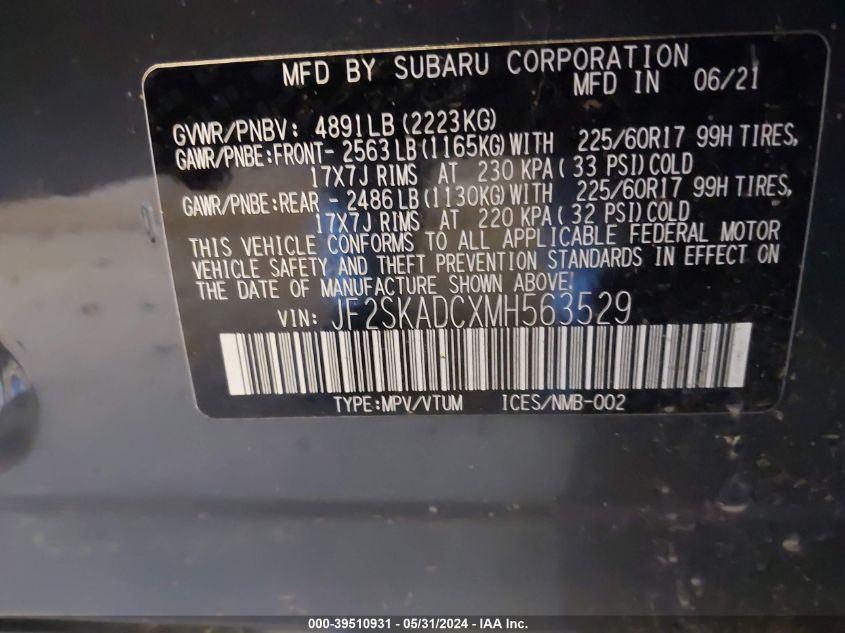 MFD BY SUBARU CORPORATION
MFD IN 06/21
GVWR/PNBV: 4891LB (2223KG)
GAWR/PNBE:FRONT- 2563LB(1165KG)WITH 225/60R17 99H TIRES,
17X7J RIMS AT 230 KPA( 33 PSI)COLD
GAWR/PNBE:REAR - 2486LB(1130KG)WITH 225/60R17 99H TIRES,
17X7J RIMS AT 220 KPA( 32 PSI)COLD
THIS VEHICLE CONFORMS TO ALL APPLICABLE FEDERAL MOTOR
VEHICLE SAFETY AND THEFT PREVENTION STANDARDS IN EFFECT ON
THE DATE OF MANUFACTURE SHOWN ABOVE.
VIN: JF2SKADCXMH563529
TYPE:MPV/VTUM ICES/NMB-002
000-39510931 - 05/31/2024 - IAA Inc.